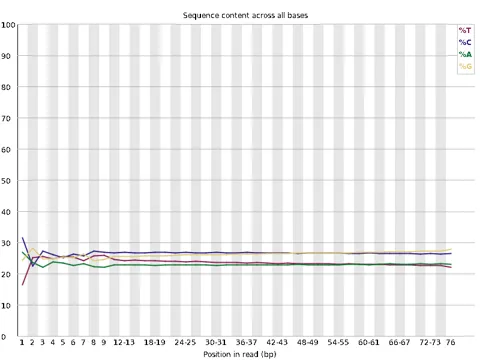 Sequence content across all bases
%T
%C
%A
%G
100
90
80
70
60
50
40
30
20
10
0
1 2 3 4 5 6 7 8 9 12-13 18-19 24-25 30-31 36-37 42-43 48-49 54-55 60-61 66-67 72-73 76
Position in read (bp)